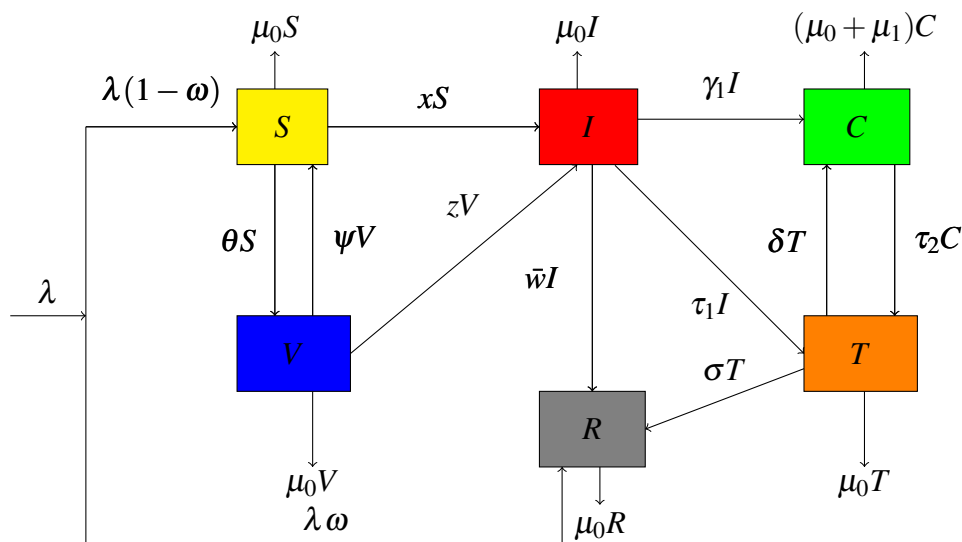 μ₀S
μ₀I
(μ₀ + μ₁)C
λ(1 − ω)
xS
γ₁I
S
I
C
zV
θS
ψV
w̄I
δT
τ₂C
λ
τ₁I
V
T
σT
R
μ₀V
μ₀T
λω
μ₀R